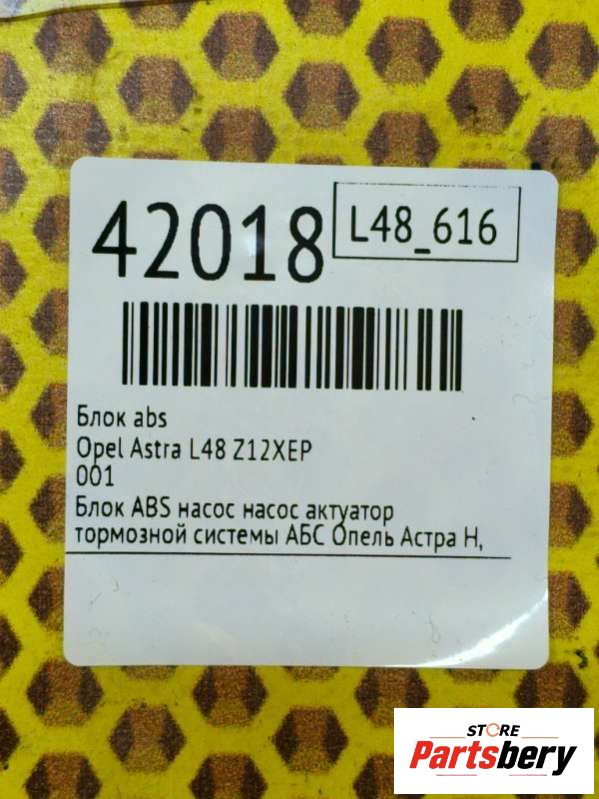 42018
L48_616
Блок abs
Opel Astra L48 Z12XEP
001
Блок ABS насос насос актуатор
тормозной системы АБС Опель Астра Н,
STORE
Partsbery